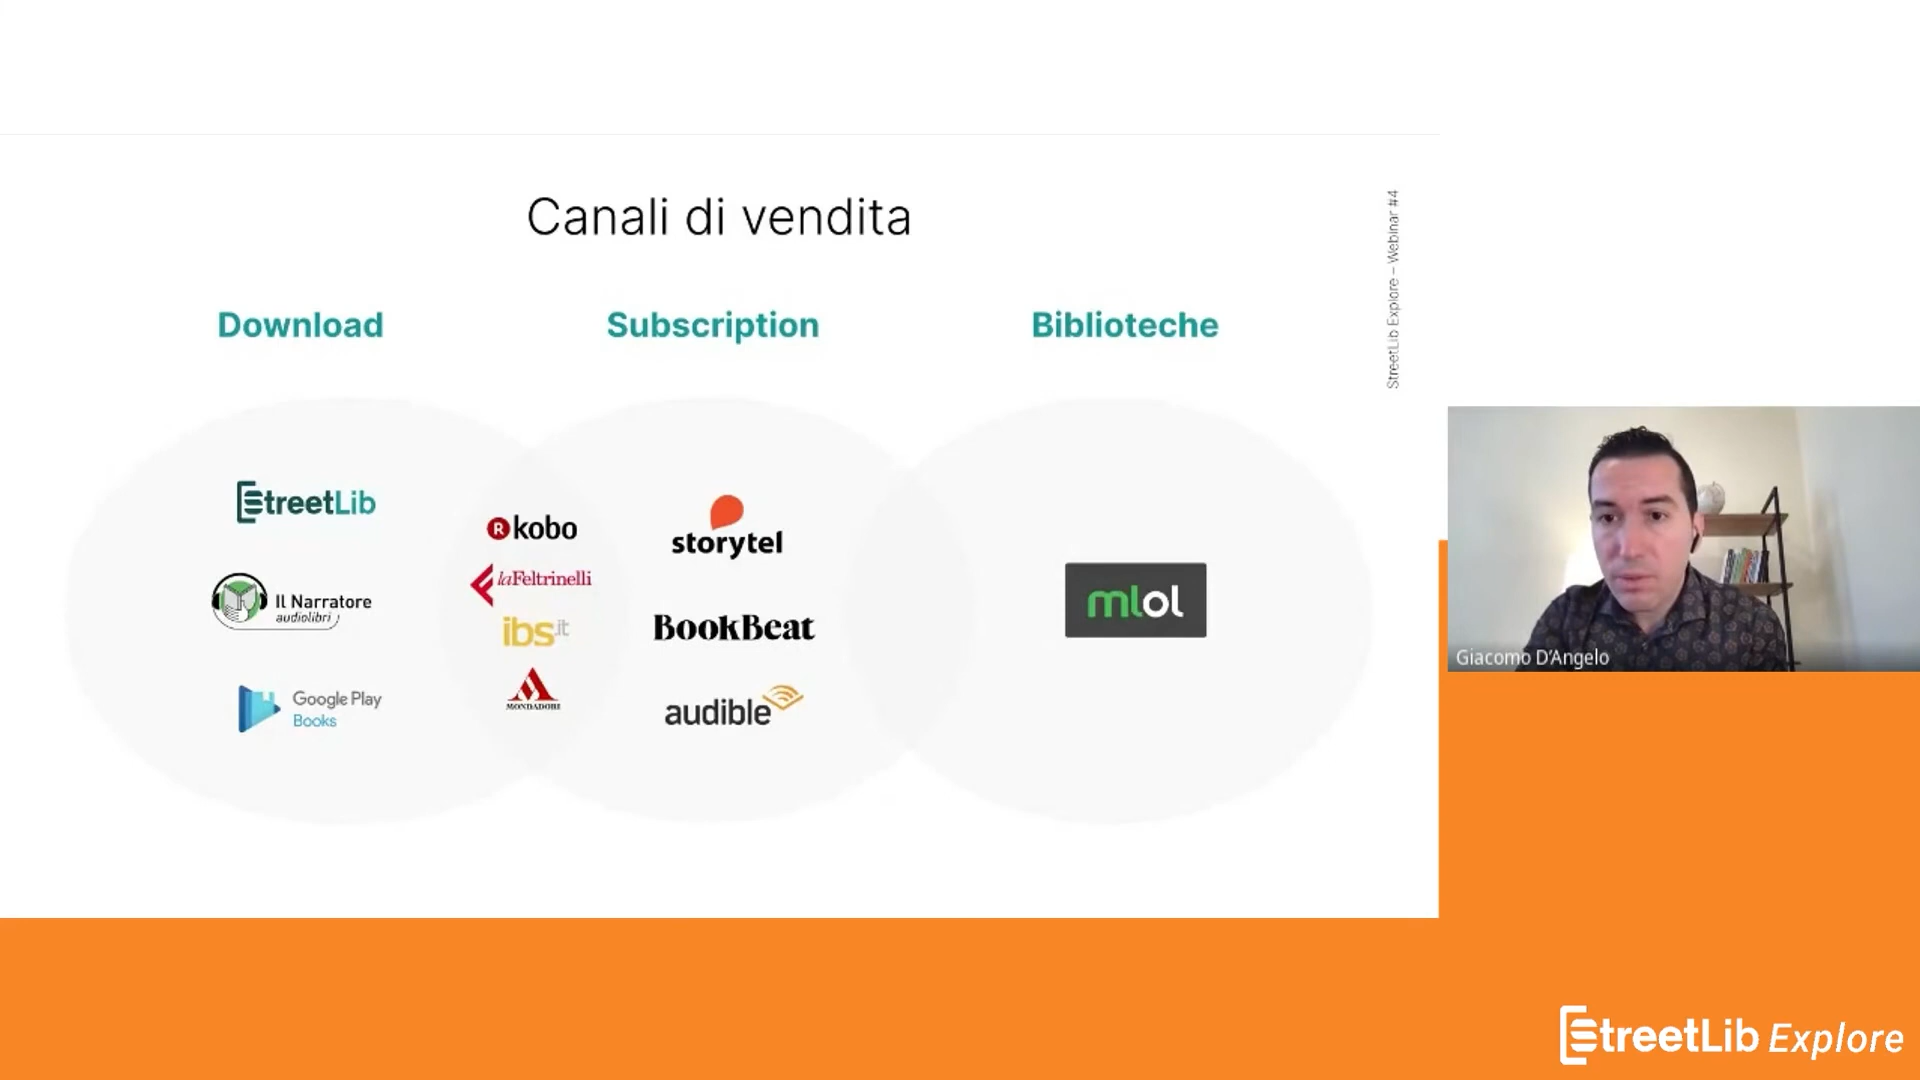 Canali di vendita
StreetLib Explore – Webinar #4
Download
Subscription
Biblioteche
StreetLib
Il Narratore
audiolibri
Google Play
Books
R kobo
laFeltrinelli
ibs.it
MONDADORI
storytel
BookBeat
audible
mlol
Giacomo D'Angelo
StreetLib Explore